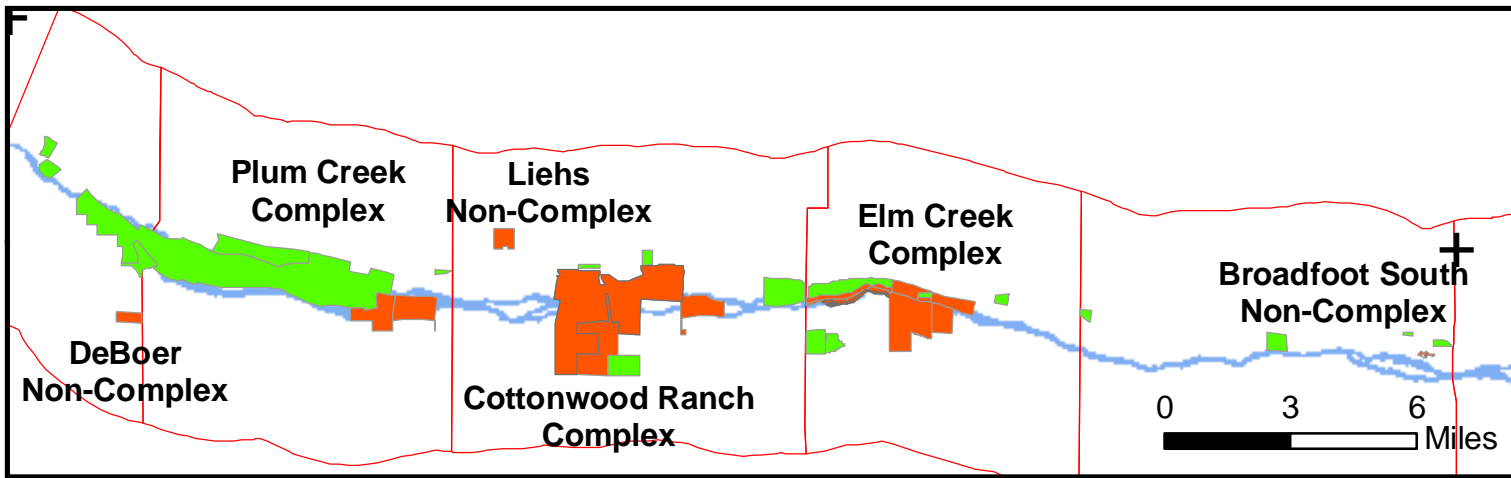 Plum Creek
Complex
Liehs
Non-Complex
Elm Creek
Complex
Broadfoot South
Non-Complex
DeBoer
Non-Complex
Cottonwood Ranch
Complex
0 3 6
Miles